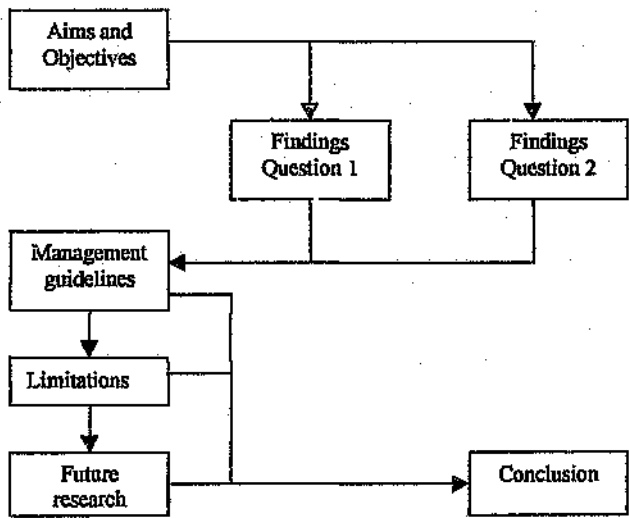 Aims and
Objectives
Findings
Question 1
Findings
Question 2
Management
guidelines
Limitations
Future
research
Conclusion